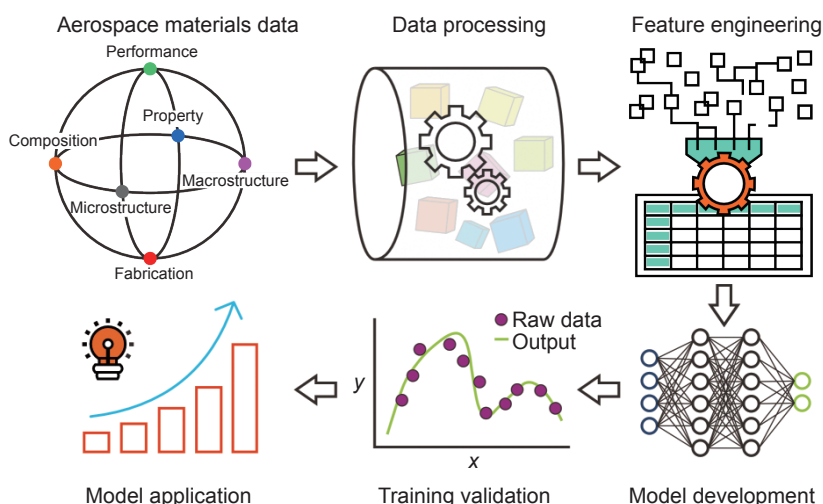 Aerospace materials data
Data processing
Feature engineering
Performance
Property
Composition
Macrostructure
Microstructure
Fabrication
Raw data
Output
y
x
Model application
Training validation
Model development